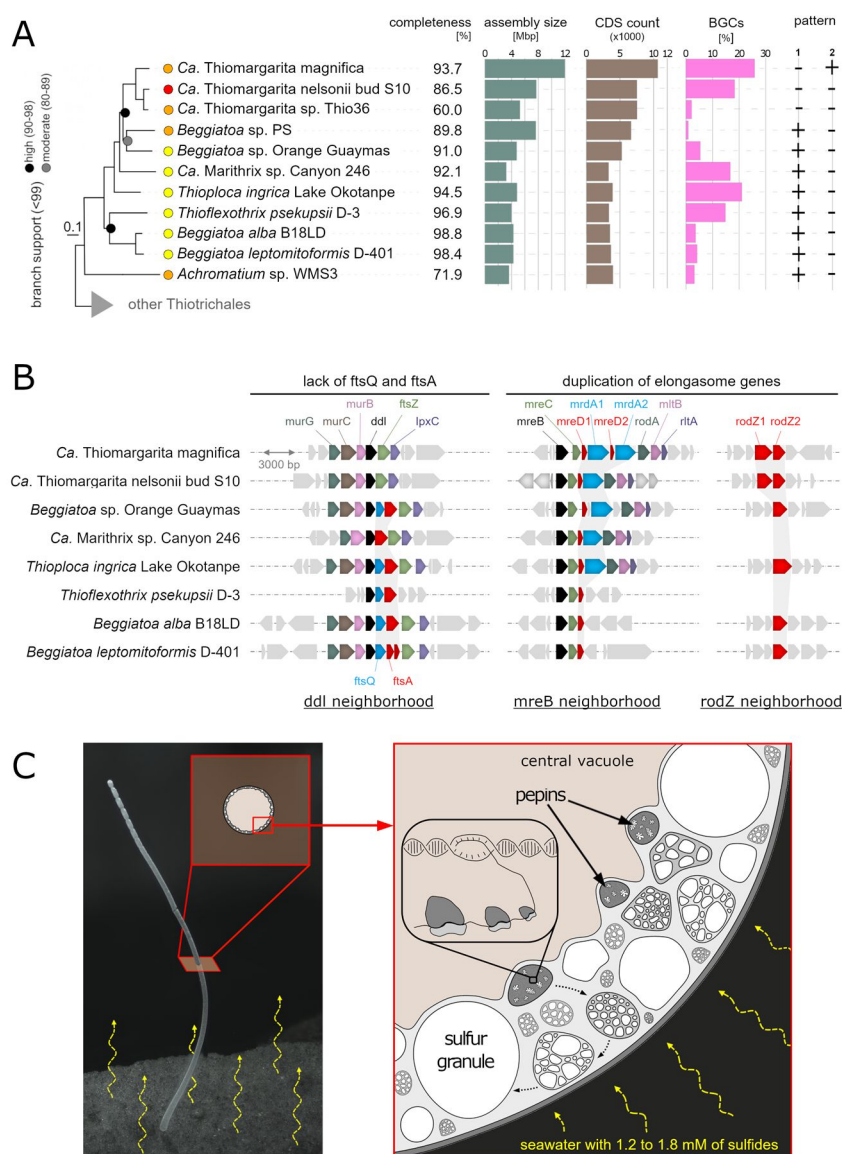 A
completeness [%]
assembly size [Mbp]
CDS count (x1000)
BGCs [%]
pattern
0 4 8 12
0 5 10 12
0 10 20 30
1 2
Ca. Thiomargarita magnifica 93.7 - +
Ca. Thiomargarita nelsonii bud S10 86.5 - -
Ca. Thiomargarita sp. Thio36 60.0 - -
Beggiatoa sp. PS 89.8 + -
Beggiatoa sp. Orange Guaymas 91.0 + -
Ca. Marithrix sp. Canyon 246 92.1 + -
Thioploca ingrica Lake Okotanpe 94.5 + -
Thioflexothrix psekupsii D-3 96.9 + -
Beggiatoa alba B18LD 98.8 + -
Beggiatoa leptomitoformis D-401 98.4 + -
Achromatium sp. WMS3 71.9 + -
other Thiotrichales
0.1
branch support (<99)
high (90-98)
moderate (80-89)
B
lack of ftsQ and ftsA
duplication of elongasome genes
murB ftsZ
murG murC ddl lpxC
mreC mrdA1 mrdA2 mltB
mreB mreD1 mreD2 rodA rltA
rodZ1 rodZ2
3000 bp
Ca. Thiomargarita magnifica
Ca. Thiomargarita nelsonii bud S10
Beggiatoa sp. Orange Guaymas
Ca. Marithrix sp. Canyon 246
Thioploca ingrica Lake Okotanpe
Thioflexothrix psekupsii D-3
Beggiatoa alba B18LD
Beggiatoa leptomitoformis D-401
ftsQ ftsA
ddl neighborhood
mreB neighborhood
rodZ neighborhood
C
central vacuole
pepins
sulfur
granule
seawater with 1.2 to 1.8 mM of sulfides